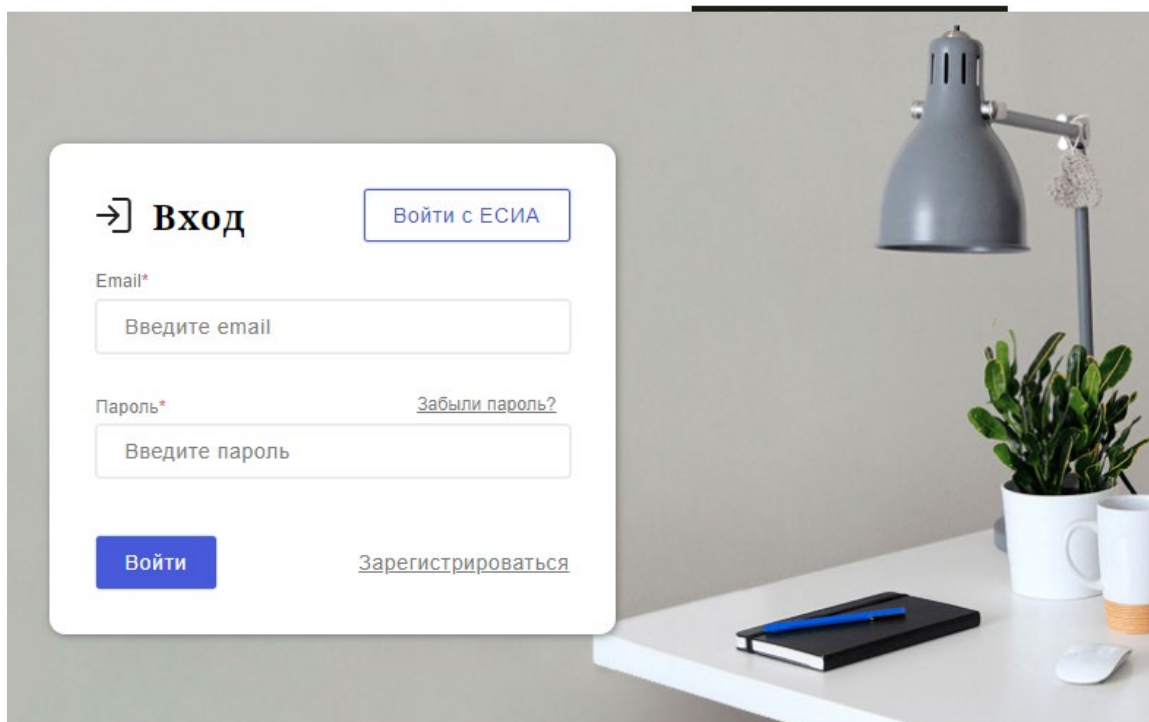 Вход
Войти с ЕСИА
Email*
Введите email
Пароль*
Забыли пароль?
Введите пароль
Войти
Зарегистрироваться